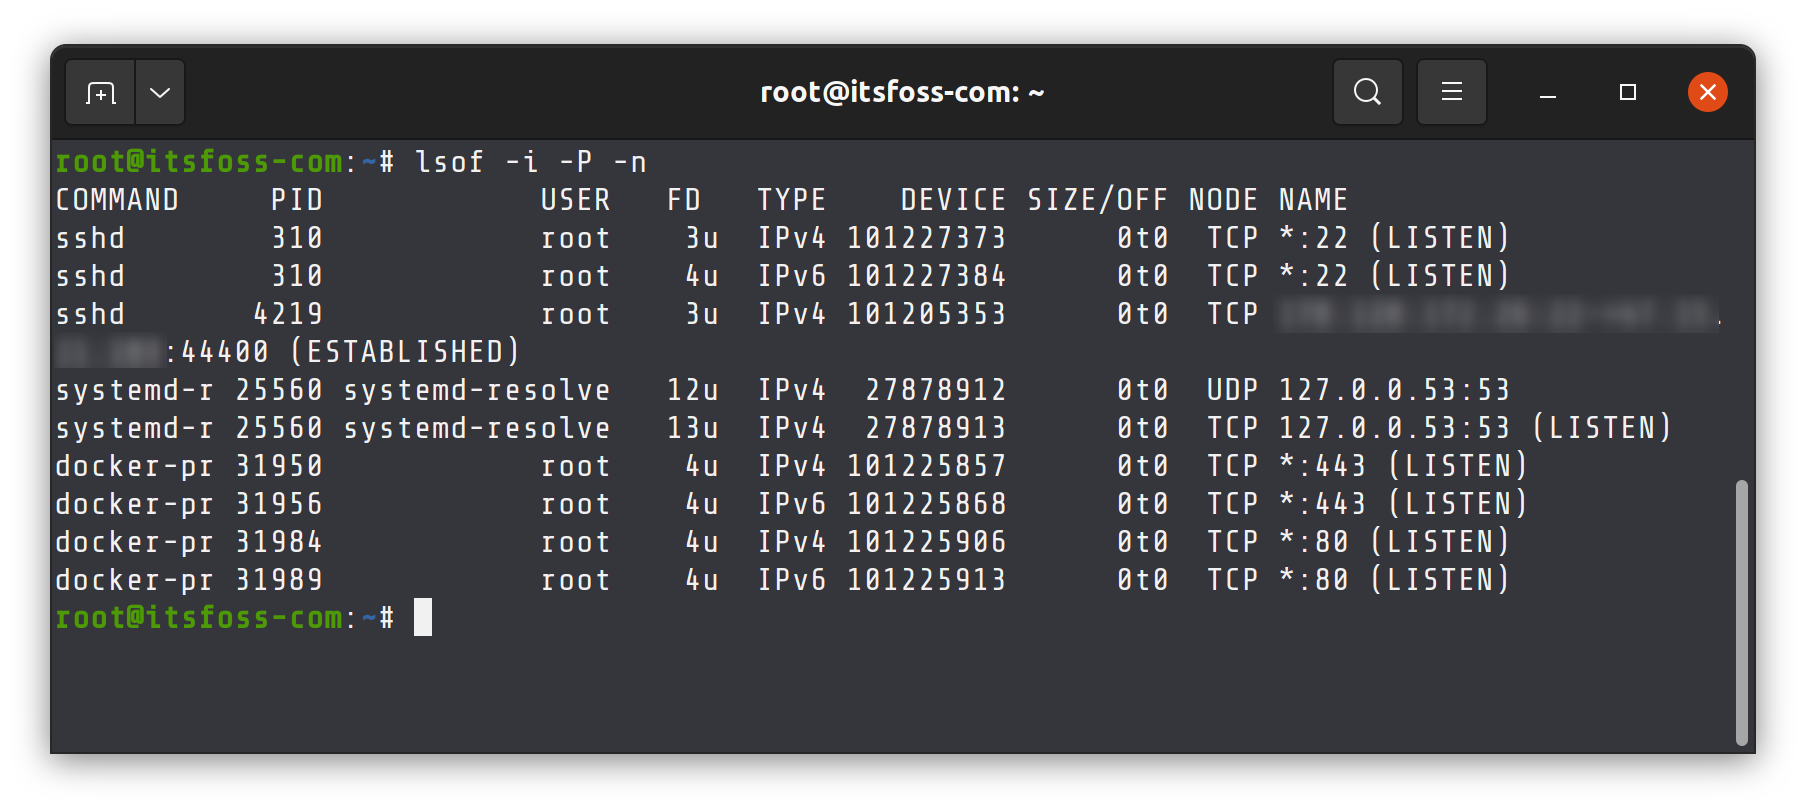 root@itsfoss-com: ~
root@itsfoss-com:~# lsof -i -P -n
COMMAND     PID            USER   FD   TYPE    DEVICE SIZE/OFF NODE NAME
sshd        310            root    3u  IPv4 101227373      0t0  TCP *:22 (LISTEN)
sshd        310            root    4u  IPv6 101227384      0t0  TCP *:22 (LISTEN)
sshd       4219            root    3u  IPv4 101205353      0t0  TCP
:44400 (ESTABLISHED)
systemd-r 25560 systemd-resolve   12u  IPv4  27878912      0t0  UDP 127.0.0.53:53
systemd-r 25560 systemd-resolve   13u  IPv4  27878913      0t0  TCP 127.0.0.53:53 (LISTEN)
docker-pr 31950            root    4u  IPv4 101225857      0t0  TCP *:443 (LISTEN)
docker-pr 31956            root    4u  IPv6 101225868      0t0  TCP *:443 (LISTEN)
docker-pr 31984            root    4u  IPv4 101225906      0t0  TCP *:80 (LISTEN)
docker-pr 31989            root    4u  IPv6 101225913      0t0  TCP *:80 (LISTEN)
root@itsfoss-com:~#